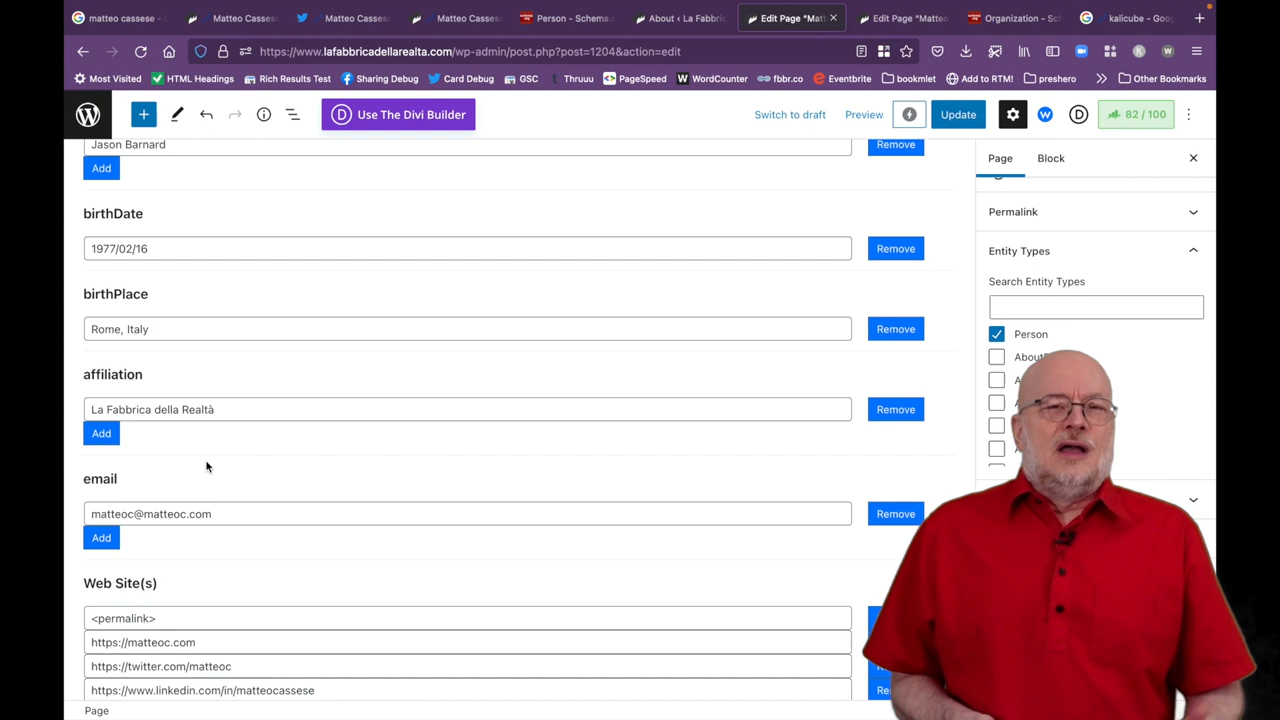 matteo cassese -
Matteo Casses
Matteo Casse
Matteo Casse
Person - Schema.o
About ‹ La Fabbric
Edit Page "Matt
Edit Page "Matteo
Organization - Sc
kalicube - Goog
https://www.lafabbricadellarealta.com/wp-admin/post.php?post=1204&action=edit
Most Visited
HTML Headings
Rich Results Test
Sharing Debug
Card Debug
GSC
Thruuu
PageSpeed
WordCounter
fbbr.co
Eventbrite
bookmlet
Add to RTM!
preshero
Other Bookmarks
Use The Divi Builder
Switch to draft
Preview
Update
82 / 100
Jason Barnard
Remove
Add
birthDate
1977/02/16
Remove
birthPlace
Rome, Italy
Remove
affiliation
La Fabbrica della Realtà
Remove
Add
email
matteoc@matteoc.com
Remove
Add
Web Site(s)
<permalink>
https://matteoc.com
https://twitter.com/matteoc
https://www.linkedin.com/in/matteocassese
Re
Page
Page
Block
Permalink
Entity Types
Search Entity Types
Person
About